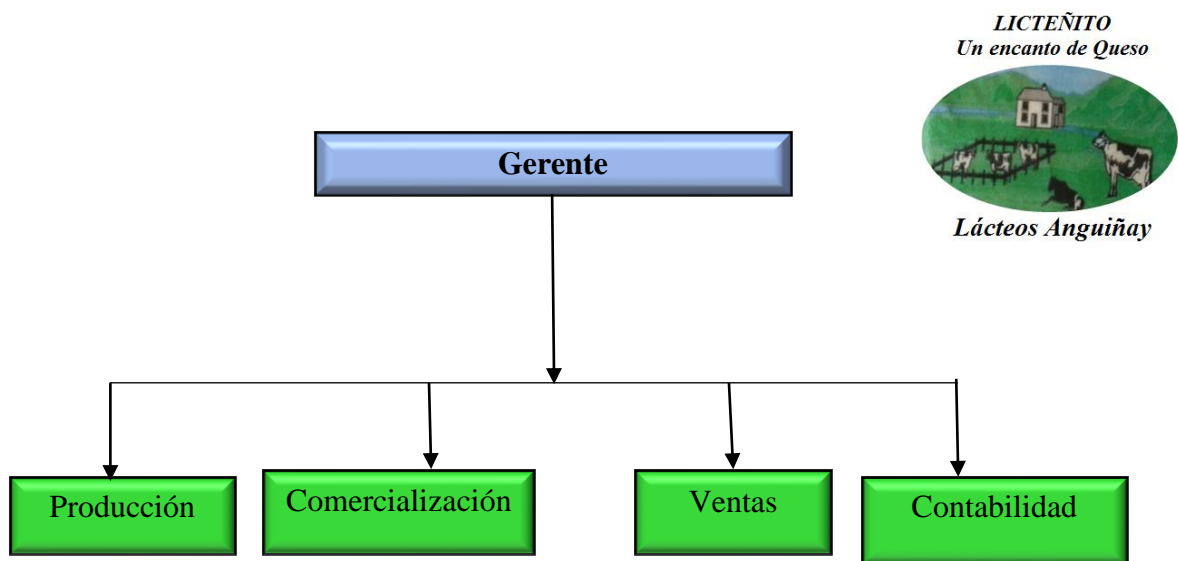 LICTEÑITO
Un encanto de Queso
Lácteos Anguiñay
Gerente
Producción
Comercialización
Ventas
Contabilidad